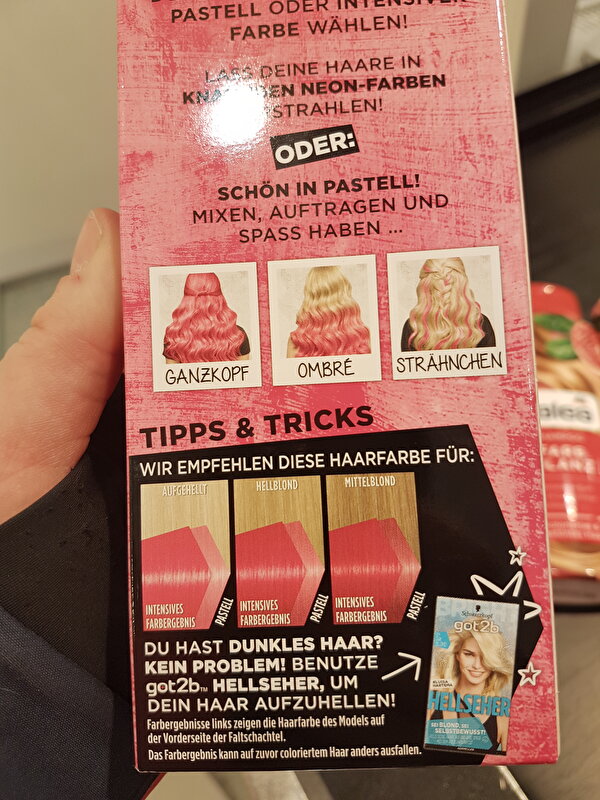 PASTELL ODER INTENSIVER
FARBE WÄHLEN!
LASS DEINE HAARE IN
NEON-FARBEN
STRAHLEN!
ODER:
SCHÖN IN PASTELL!
MIXEN, AUFTRAGEN UND
SPASS HABEN ...
GANZKOPF
OMBRÉ
STRÄHNCHEN
TIPPS & TRICKS
WIR EMPFEHLEN DIESE HAARFARBE FÜR:
AUFGEHELLT
HELLBLOND
MITTELBLOND
INTENSIVES
FARBERGEBNIS
PASTELL
INTENSIVES
FARBERGEBNIS
PASTELL
INTENSIVES
FARBERGEBNIS
PASTELL
DU HAST DUNKLES HAAR?
KEIN PROBLEM! BENUTZE
got2b™ HELLSEHER, UM
DEIN HAAR AUFZUHELLEN!
Farbergebnisse links zeigen die Haarfarbe des Models auf
der Vorderseite der Faltschachtel.
Das Farbergebnis kann auf zuvor coloriertem Haar anders ausfallen.
Schwarzkopf
got2b
HELLSEHER
SEI BLOND, SEI
SELBSTBEWUSST!